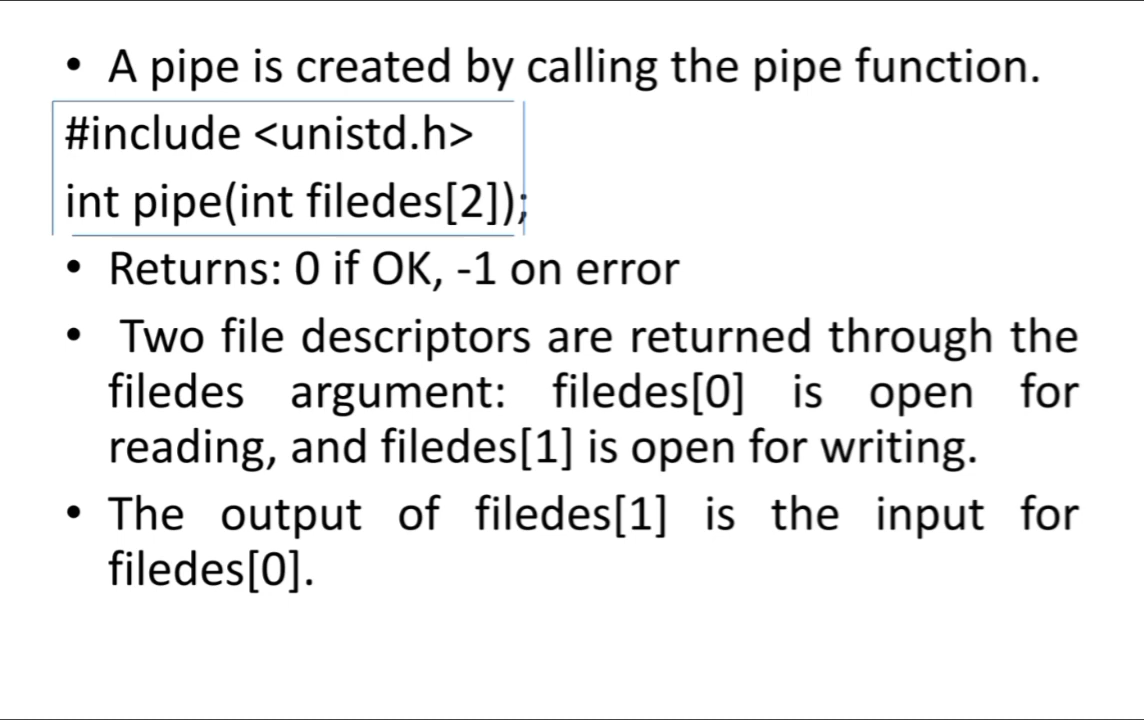 • A pipe is created by calling the pipe function.
#include <unistd.h>
int pipe(int filedes[2]);
• Returns: 0 if OK, -1 on error
• Two file descriptors are returned through the
filedes argument: filedes[0] is open for
reading, and filedes[1] is open for writing.
• The output of filedes[1] is the input for
filedes[0].